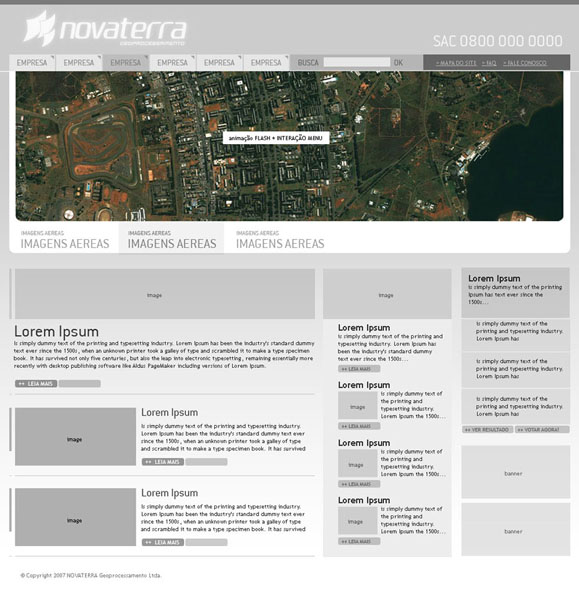 novaterra
GEOPROCESSAMENTO
SAC 0800 000 0000
EMPRESA EMPRESA EMPRESA EMPRESA EMPRESA EMPRESA BUSCA OK
> MAPA DO SITE > FAQ > FALE CONOSCO
animação FLASH + INTERAÇÃO MENU
IMAGENS AEREAS
IMAGENS AEREAS
IMAGENS AEREAS
IMAGENS AEREAS
IMAGENS AEREAS
IMAGENS AEREAS
Image
Lorem Ipsum
is simply dummy text of the printing and typesetting industry. Lorem Ipsum has been the industry's standard dummy
text ever since the 1500s, when an unknown printer took a galley of type and scrambled it to make a type specimen
book. It has survived not only five centuries, but also the leap into electronic typesetting, remaining essentially more
recently with desktop publishing software like Aldus PageMaker including versions of Lorem Ipsum.
++ LEIA MAIS
Image
Lorem Ipsum
is simply dummy text of the printing and typesetting industry.
Lorem Ipsum has been the industry's standard dummy text ever
since the 1500s, when an unknown printer took a galley of type
and scrambled it to make a type. It has survived
++ LEIA MAIS
Image
Lorem Ipsum
is simply dummy text of the printing and typesetting industry.
Lorem Ipsum has been the industry's standard dummy text ever
since the 1500s, when an unknown printer took a galley of type
and scrambled it to make a type. It has survived
++ LEIA MAIS
Image
Lorem Ipsum
is simply dummy text of the printing and
typesetting industry. Lorem Ipsum has
been the industry's standard dummy
text ever since the 1500s...
++ LEIA MAIS
Lorem Ipsum
Image
is simply dummy text of
the printing and
typesetting industry.
Lorem Ipsum has been...
++ LEIA MAIS
Lorem Ipsum
Image
is simply dummy text of
the printing and
typesetting industry.
Lorem Ipsum has been...
++ LEIA MAIS
Lorem Ipsum
Image
is simply dummy text of
the printing and
typesetting industry.
Lorem Ipsum has been...
++ LEIA MAIS
Lorem Ipsum
is simply dummy text of the printing
Ipsum has text ever since the
1500s...
is simply dummy text of the
printing and typesetting industry.
Lorem Ipsum has
is simply dummy text of the
printing and typesetting industry.
Lorem Ipsum has
is simply dummy text of the
printing and typesetting industry.
Lorem Ipsum has
++ VER RESULTADO ++ VOTAR AGORA!
banner
banner
© Copyright 2007 NOVATERRA Geoprocessamento Ltda.